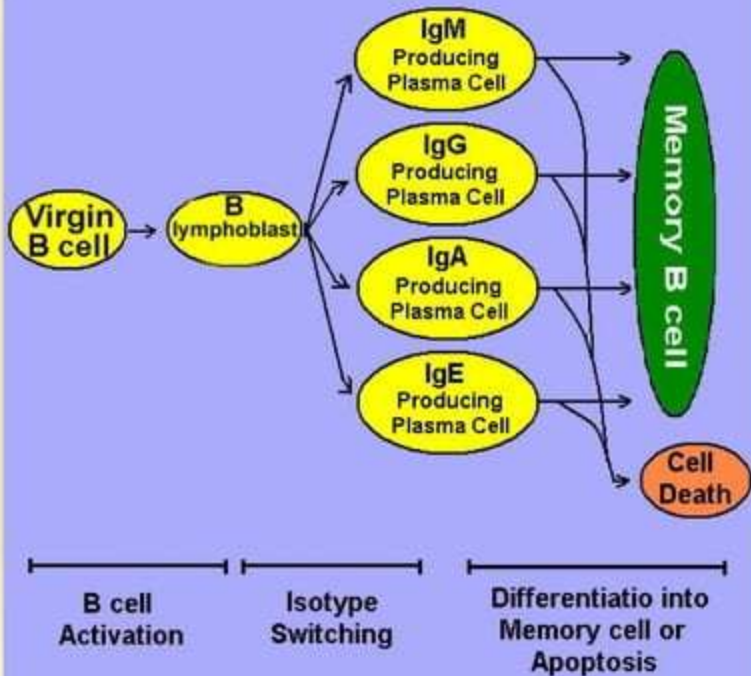 Virgin
B cell
B
lymphoblast
IgM
Producing
Plasma Cell
IgG
Producing
Plasma Cell
IgA
Producing
Plasma Cell
IgE
Producing
Plasma Cell
Memory B cell
Cell
Death
B cell
Activation
Isotype
Switching
Differentiatio into
Memory cell or
Apoptosis